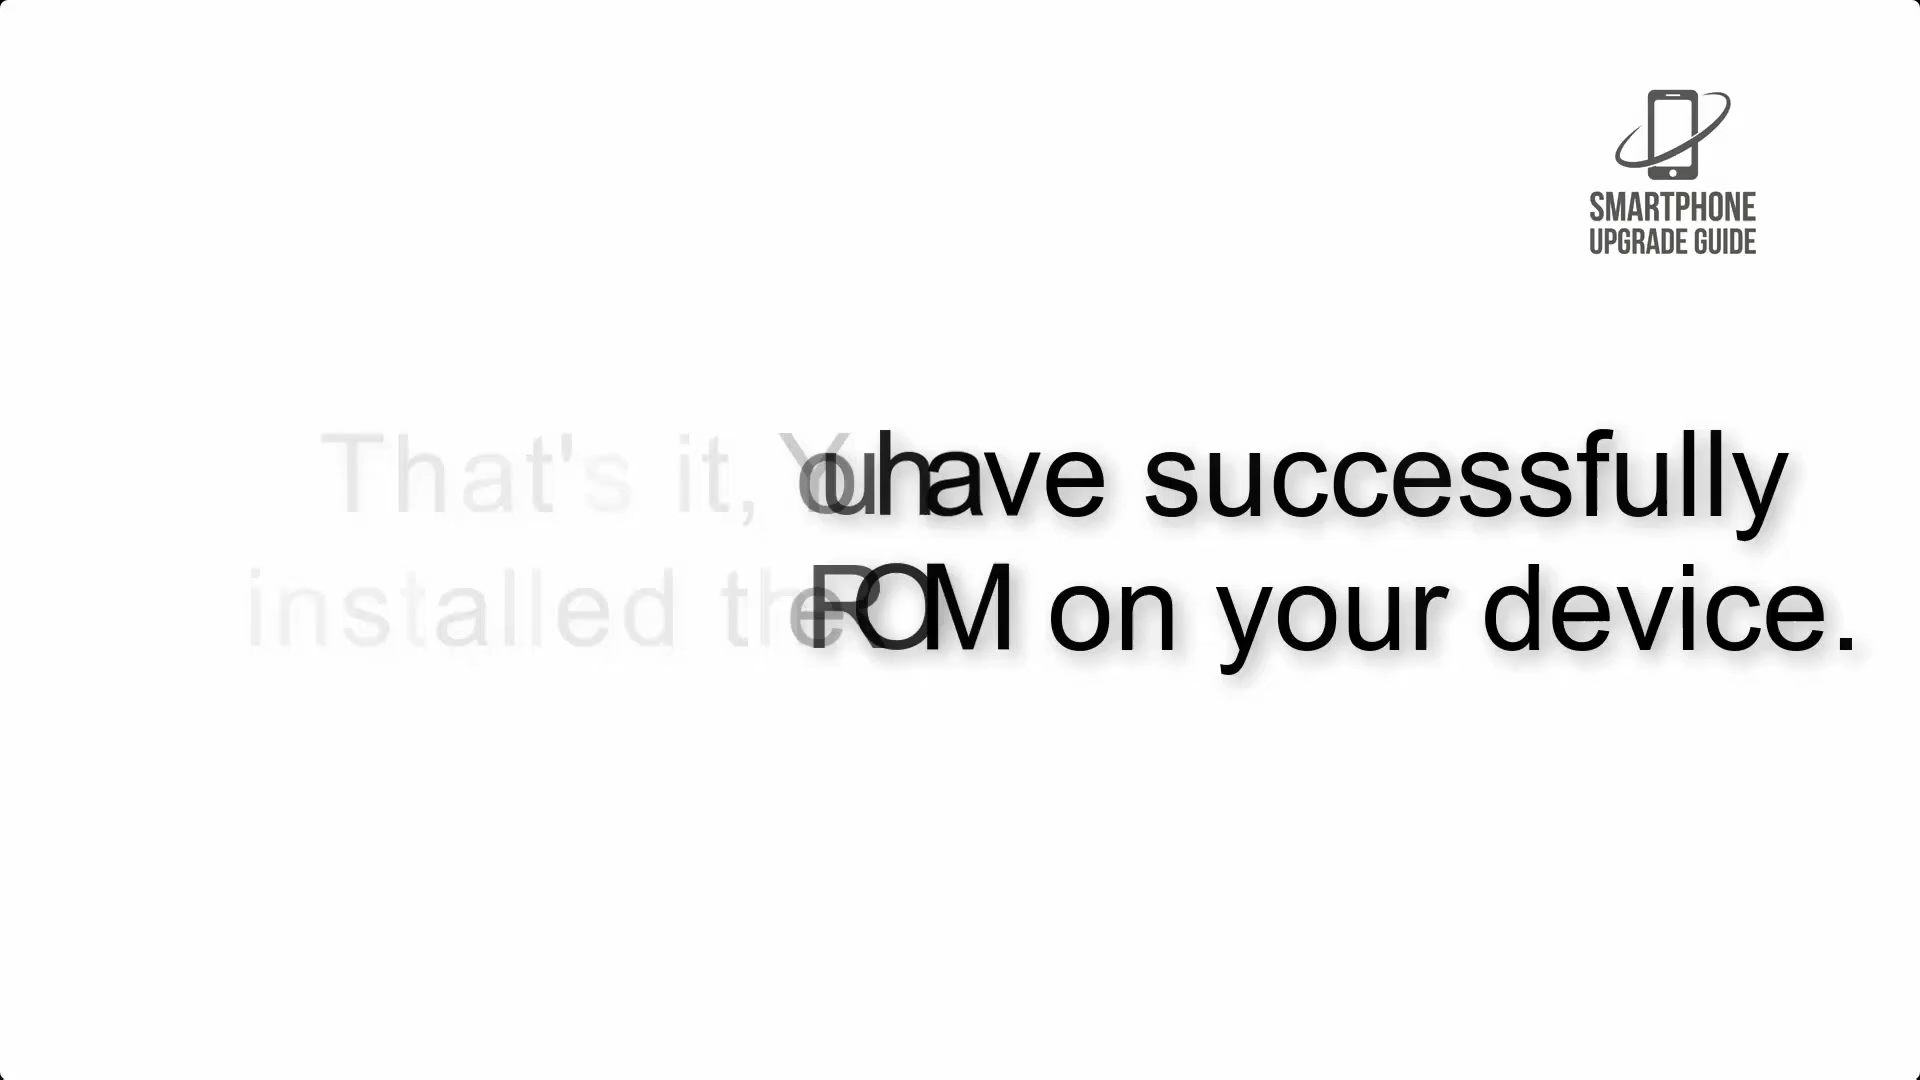 SMARTPHONE
UPGRADE GUIDE
That's it, You have successfully
installed the ROM on your device.